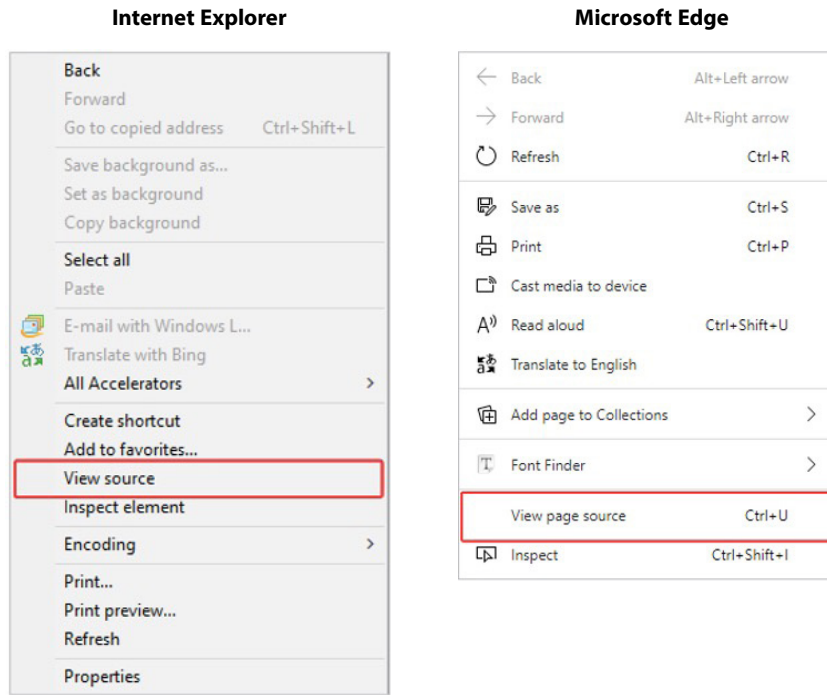 Internet Explorer
Back
Forward
Go to copied address Ctrl+Shift+L
Save background as...
Set as background
Copy background
Select all
Paste
E-mail with Windows L...
Translate with Bing
All Accelerators
Create shortcut
Add to favorites...
View source
Inspect element
Encoding
Print...
Print preview...
Refresh
Properties
Microsoft Edge
Back Alt+Left arrow
Forward Alt+Right arrow
Refresh Ctrl+R
Save as Ctrl+S
Print Ctrl+P
Cast media to device
Read aloud Ctrl+Shift+U
Translate to English
Add page to Collections
Font Finder
View page source Ctrl+U
Inspect Ctrl+Shift+I